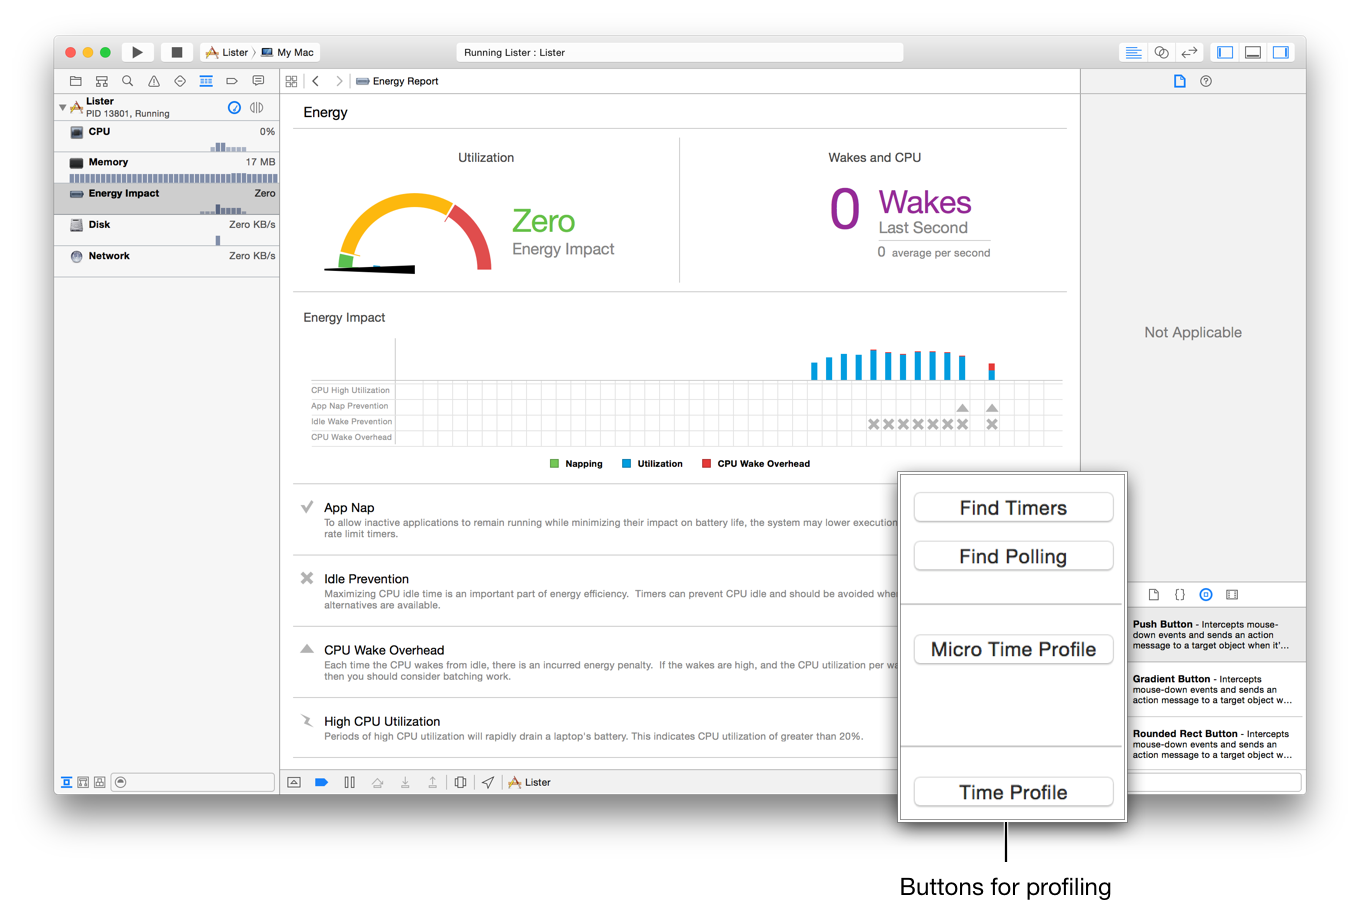 Lister
My Mac
Running Lister : Lister
Energy Report
Lister
PID 13801, Running
CPU
0%
Memory
17 MB
Energy Impact
Zero
Disk
Zero KB/s
Network
Zero KB/s
Energy
Utilization
Zero
Energy Impact
Wakes and CPU
0
Wakes
Last Second
0 average per second
Energy Impact
CPU High Utilization
App Nap Prevention
Idle Wake Prevention
CPU Wake Overhead
Napping
Utilization
CPU Wake Overhead
App Nap
To allow inactive applications to remain running while minimizing their impact on battery life, the system may lower execution
rate limit timers.
Idle Prevention
Maximizing CPU idle time is an important part of energy efficiency. Timers can prevent CPU idle and should be avoided
alternatives are available.
CPU Wake Overhead
Each time the CPU wakes from idle, there is an incurred energy penalty. If the wakes are high, and the CPU utilization per
then you should consider batching work.
High CPU Utilization
Periods of high CPU utilization will rapidly drain a laptop's battery. This indicates CPU utilization of greater than 20%.
Lister
Not Applicable
Push Button - Intercepts mouse-
down events and sends an action
message to a target object when it'...
Gradient Button - Intercepts
mouse-down events and sends an
action message to a target object w...
Rounded Rect Button - Intercepts
mouse-down events and sends an
action message to a target object w...
Find Timers
Find Polling
Micro Time Profile
Time Profile
Buttons for profiling